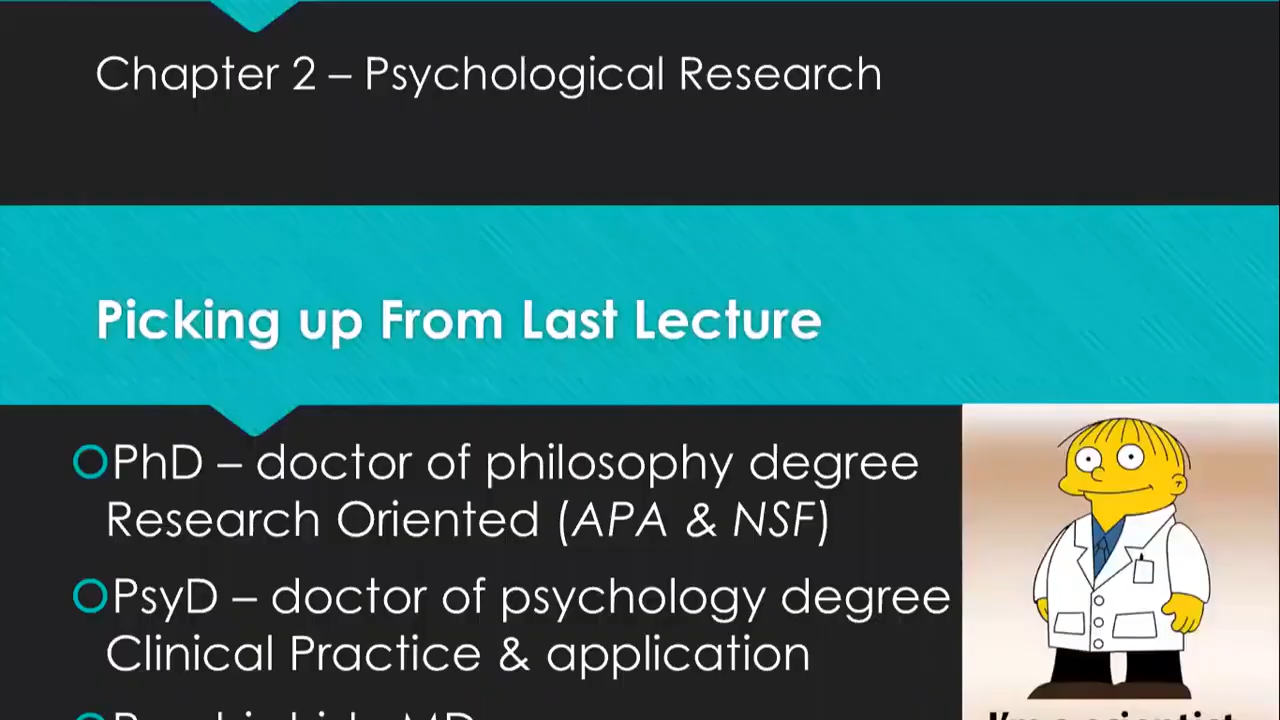 Chapter 2 – Psychological Research
Picking up From Last Lecture
PhD – doctor of philosophy degree
Research Oriented (APA & NSF)
PsyD – doctor of psychology degree
Clinical Practice & application
I'm a scientist